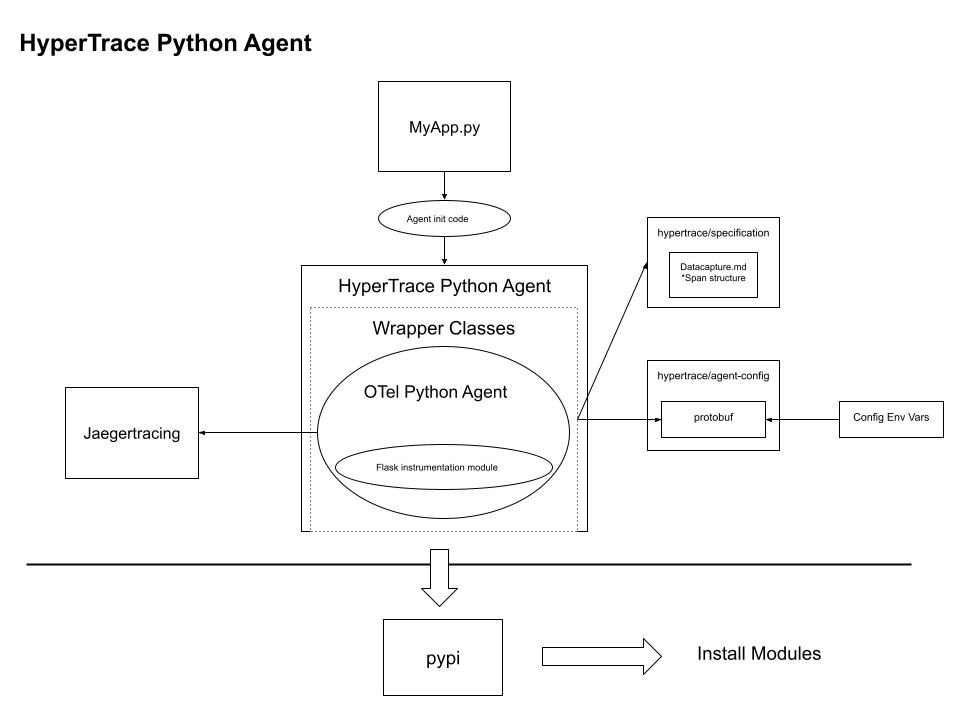 HyperTrace Python Agent
MyApp.py
Agent init code
hypertrace/specification
Datacapture.md
*Span structure
HyperTrace Python Agent
Wrapper Classes
OTel Python Agent
Flask instrumentation module
Jaegertracing
hypertrace/agent-config
protobuf
Config Env Vars
pypi
Install Modules